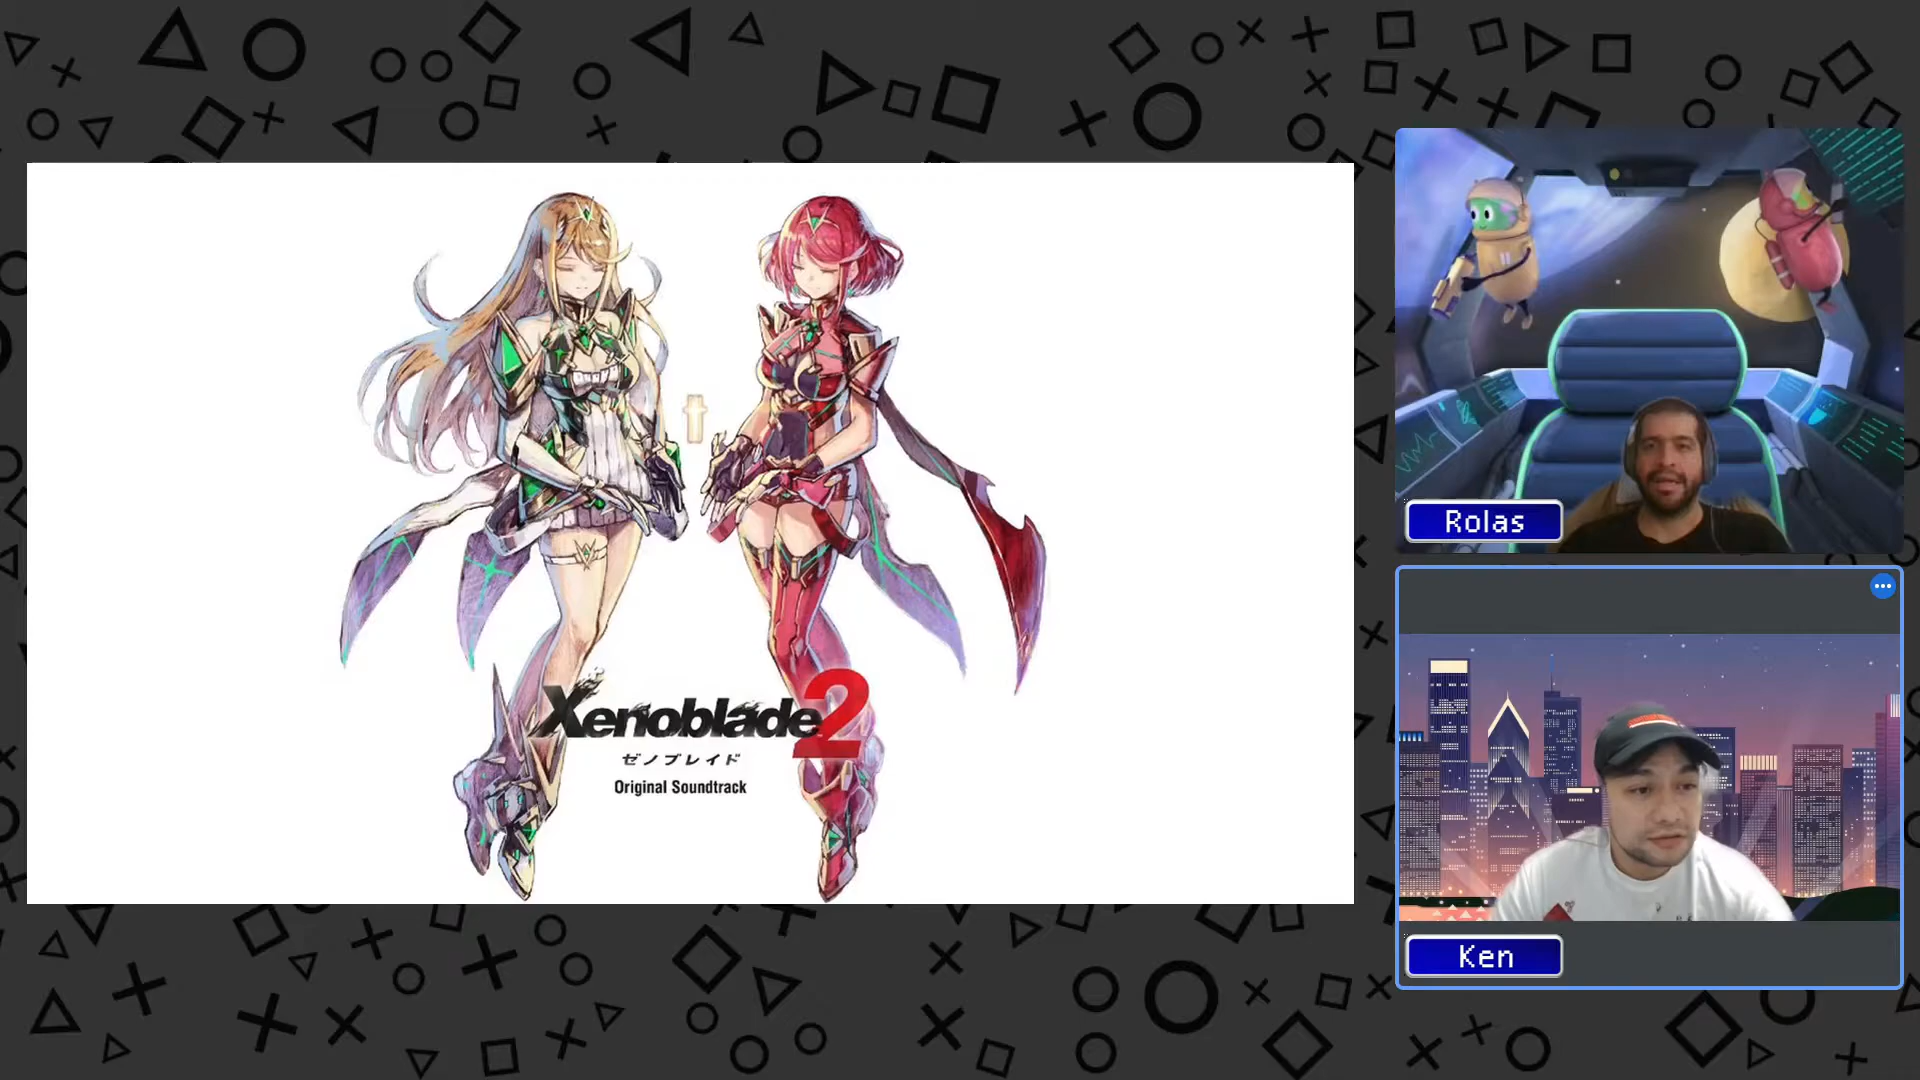 Xenoblade2
ゼノブレイド
Original Soundtrack
Rolas
Ken